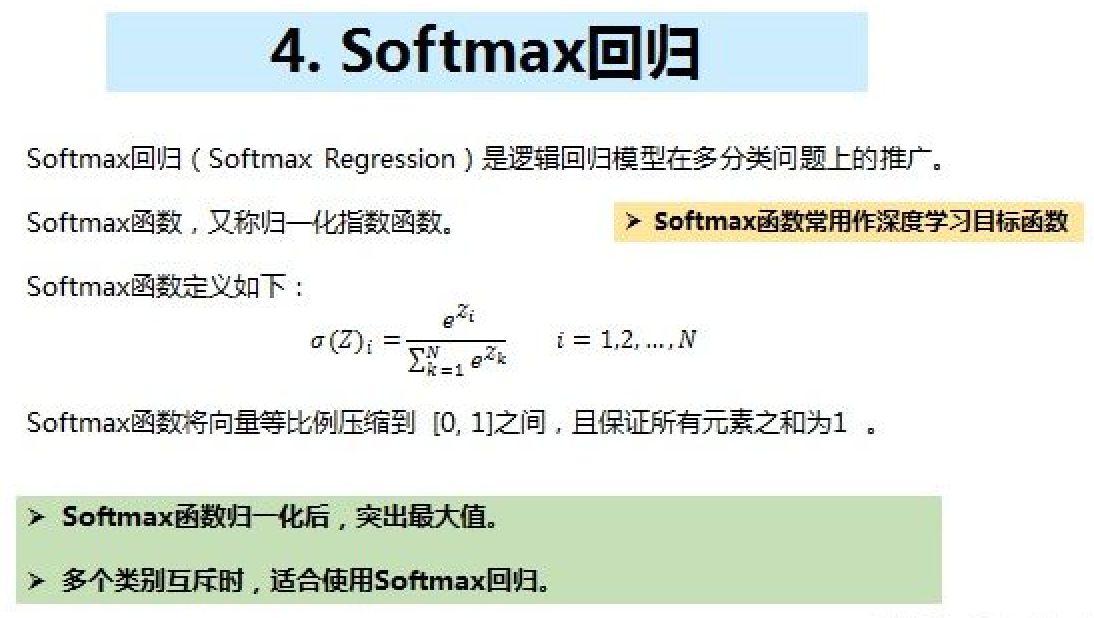 4. Softmax回归
Softmax回归（Softmax Regression）是逻辑回归模型在多分类问题上的推广。
Softmax函数，又称归一化指数函数。
➢ Softmax函数常用作深度学习目标函数
Softmax函数定义如下：
σ(Z)ᵢ = e^{Zᵢ} / ∑_{k=1}^{N} e^{Z_k}    i = 1,2,…,N
Softmax函数将向量等比例压缩到 [0, 1]之间，且保证所有元素之和为1 。
➢ Softmax函数归一化后，突出最大值。
➢ 多个类别互斥时，适合使用Softmax回归。